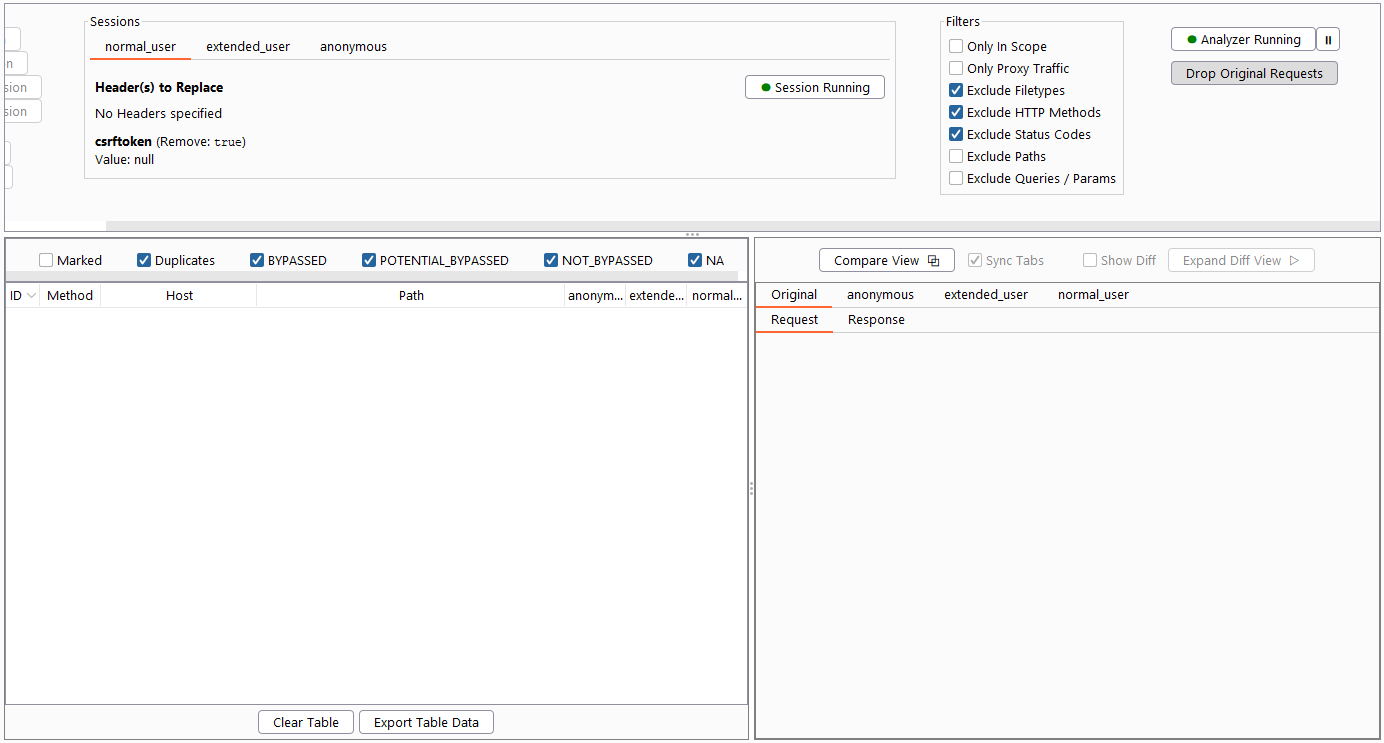 n
sion
sion
Sessions
normal_user extended_user anonymous
Header(s) to Replace
Session Running
No Headers specified
csrftoken (Remove: true)
Value: null
Filters
Only In Scope
Only Proxy Traffic
Exclude Filetypes
Exclude HTTP Methods
Exclude Status Codes
Exclude Paths
Exclude Queries / Params
Analyzer Running
Drop Original Requests
Marked Duplicates BYPASSED POTENTIAL_BYPASSED NOT_BYPASSED NA
ID Method Host Path anonym... extende... normal...
Clear Table Export Table Data
Compare View Sync Tabs Show Diff Expand Diff View
Original anonymous extended_user normal_user
Request Response